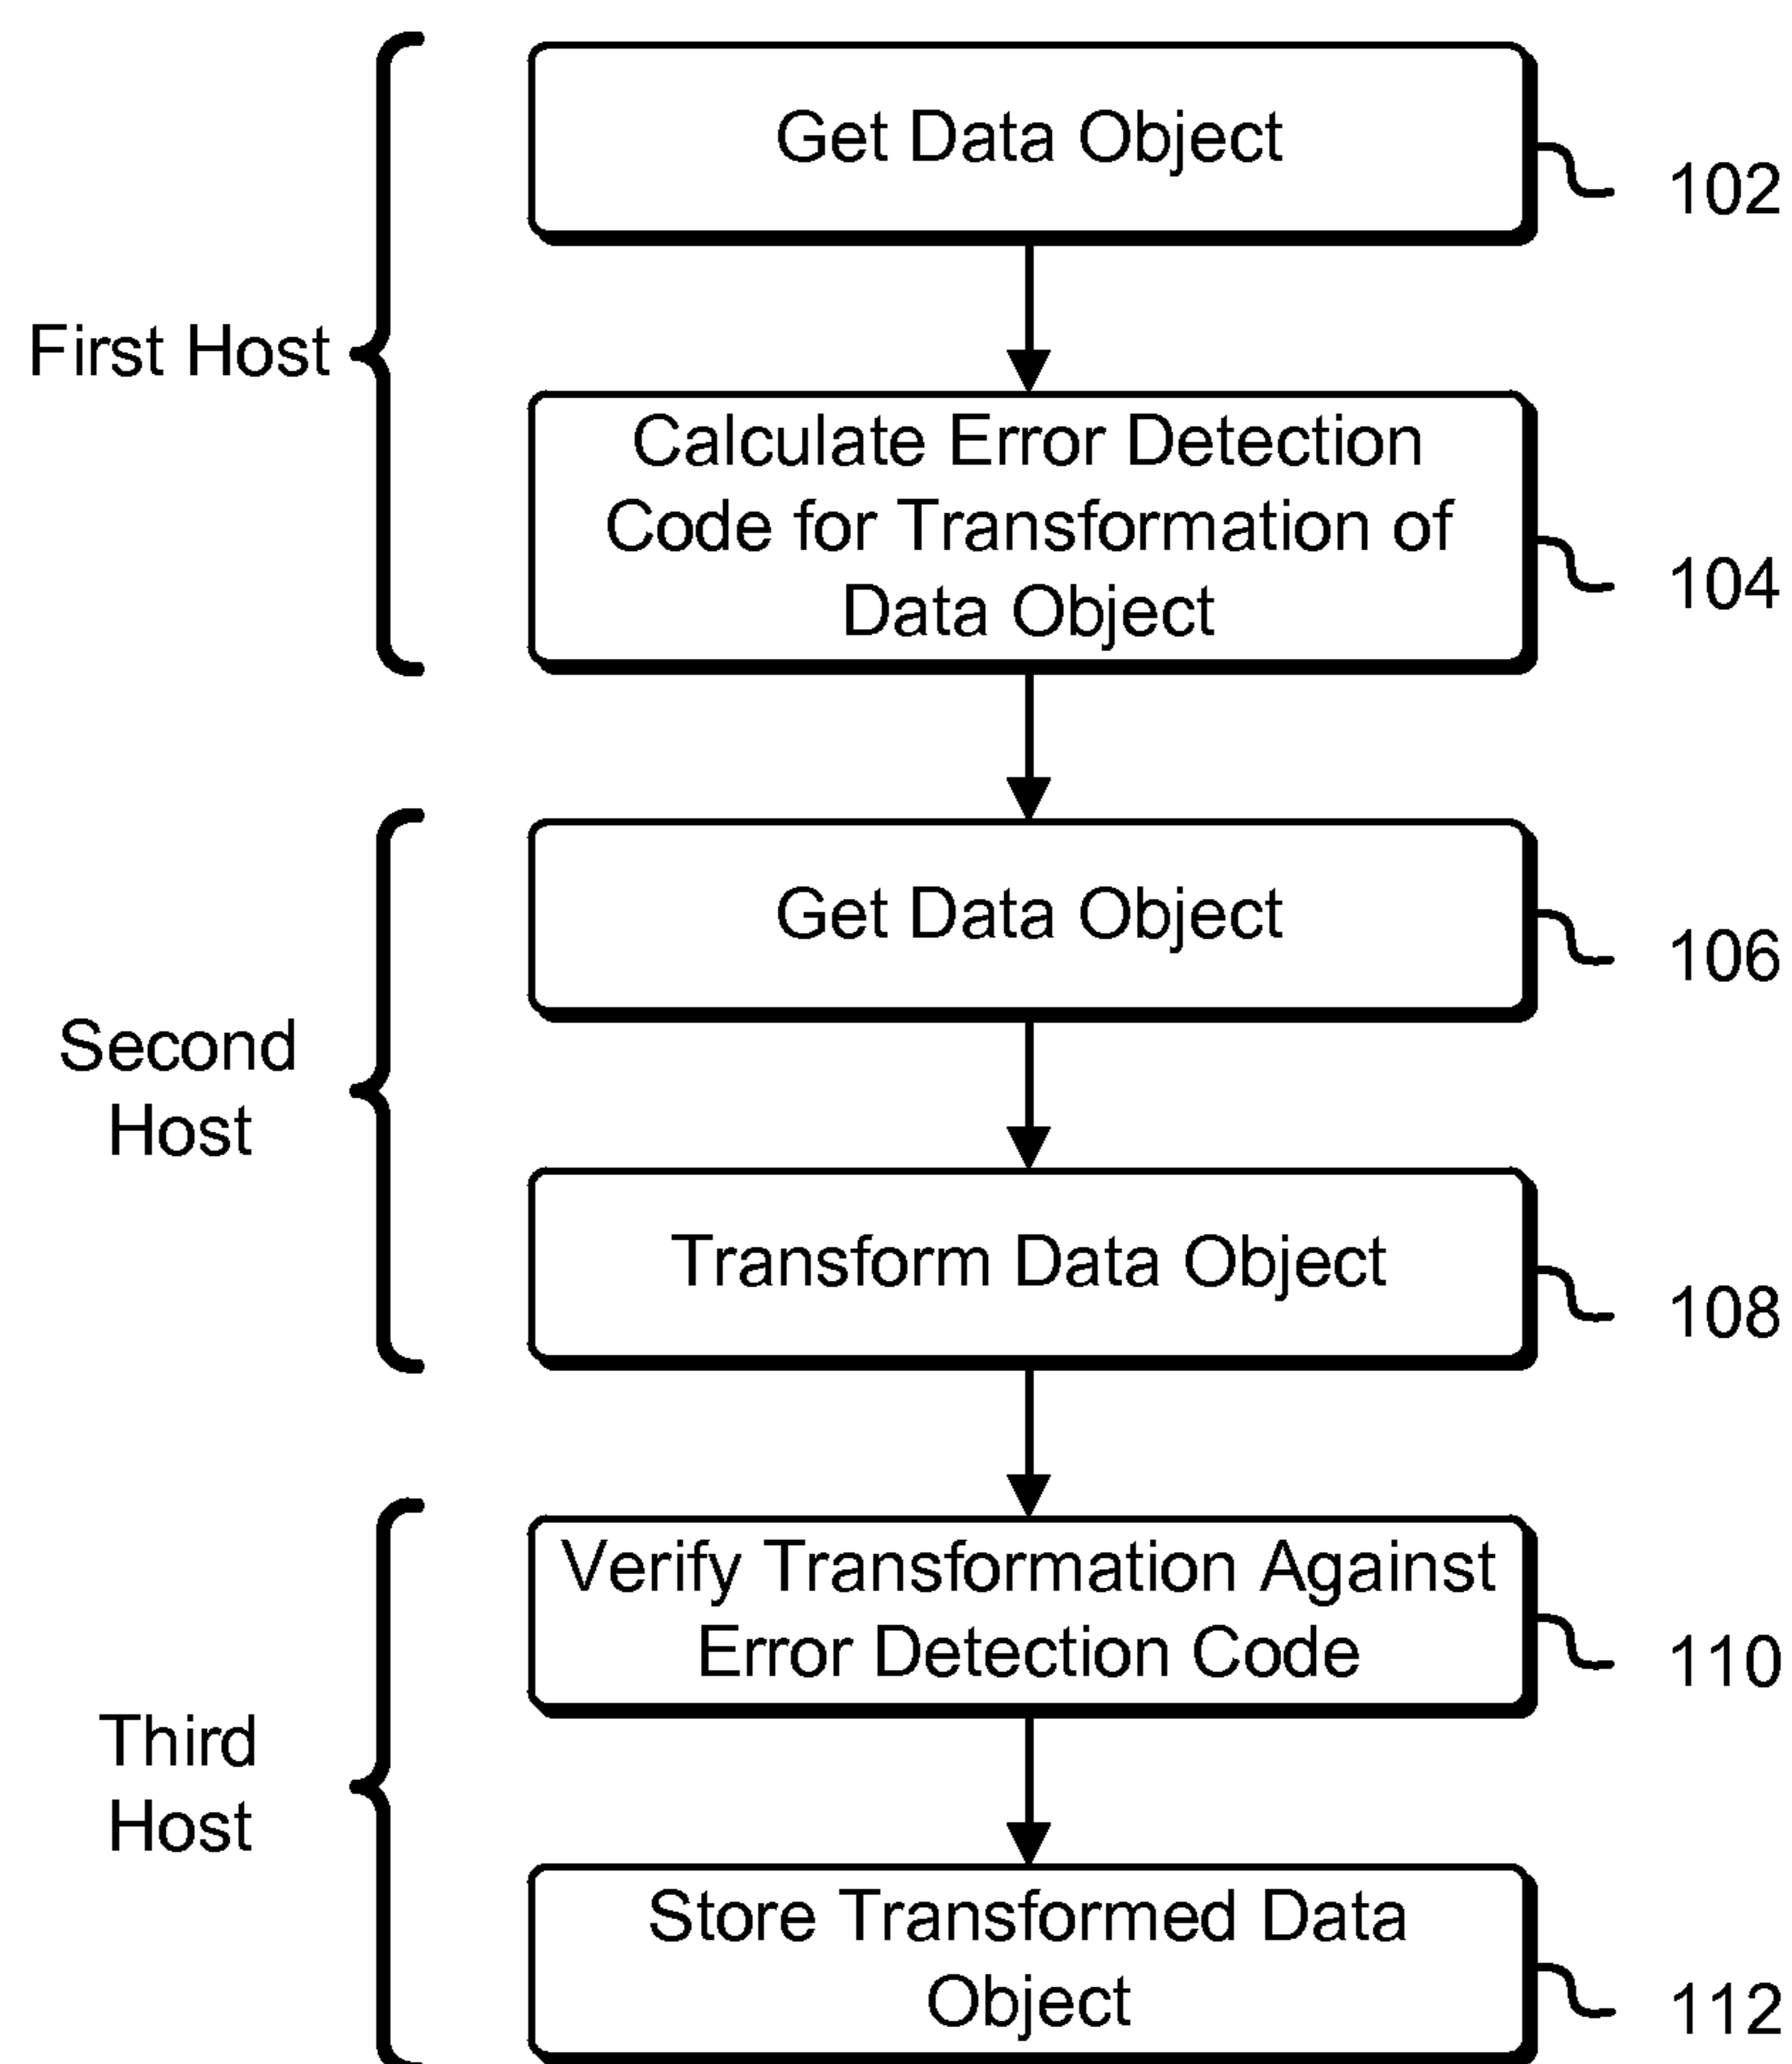 Get Data Object
102
First Host
Calculate Error Detection
Code for Transformation of
Data Object
104
Get Data Object
106
Second
Host
Transform Data Object
108
Verify Transformation Against
Error Detection Code
110
Third
Host
Store Transformed Data
Object
112